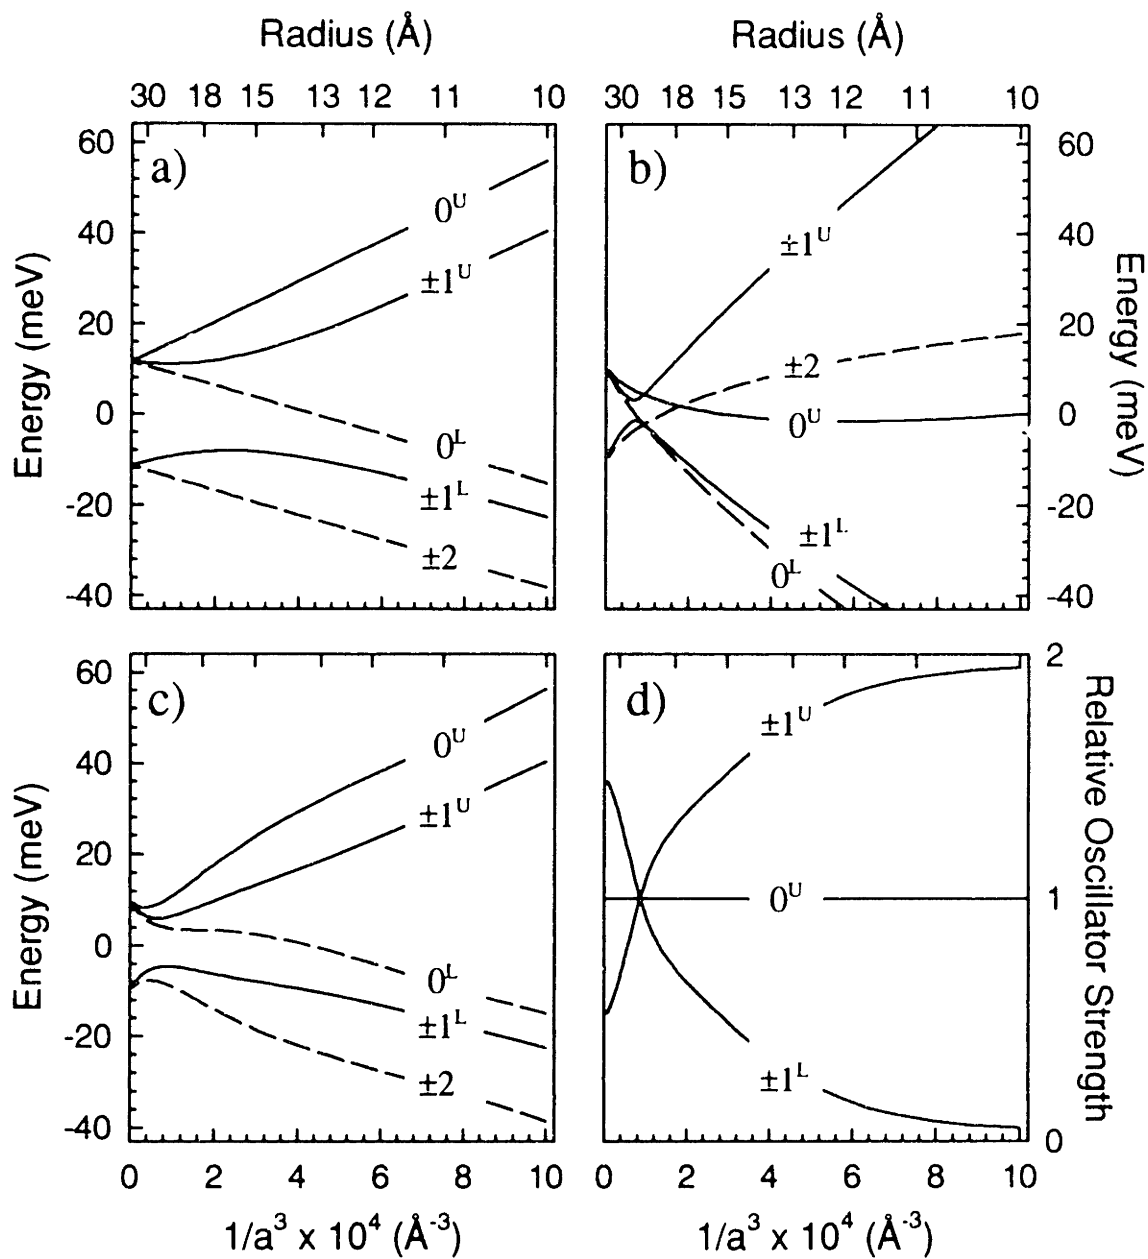 Radius (Å)
Radius (Å)
30 18 15 13 12 11 10
30 18 15 13 12 11 10
a)
60
40
20
0
-20
-40
Energy (meV)
0ᵁ
±1ᵁ
0ᴸ
±1ᴸ
±2
b)
60
40
20
0
-20
-40
Energy (meV)
±1ᵁ
±2
0ᵁ
±1ᴸ
0ᴸ
c)
60
40
20
0
-20
-40
Energy (meV)
0ᵁ
±1ᵁ
0ᴸ
±1ᴸ
±2
0 2 4 6 8 10
1/a³ x 10⁴ (Å⁻³)
d)
2
1
0
Relative Oscillator Strength
±1ᵁ
0ᵁ
±1ᴸ
0 2 4 6 8 10
1/a³ x 10⁴ (Å⁻³)